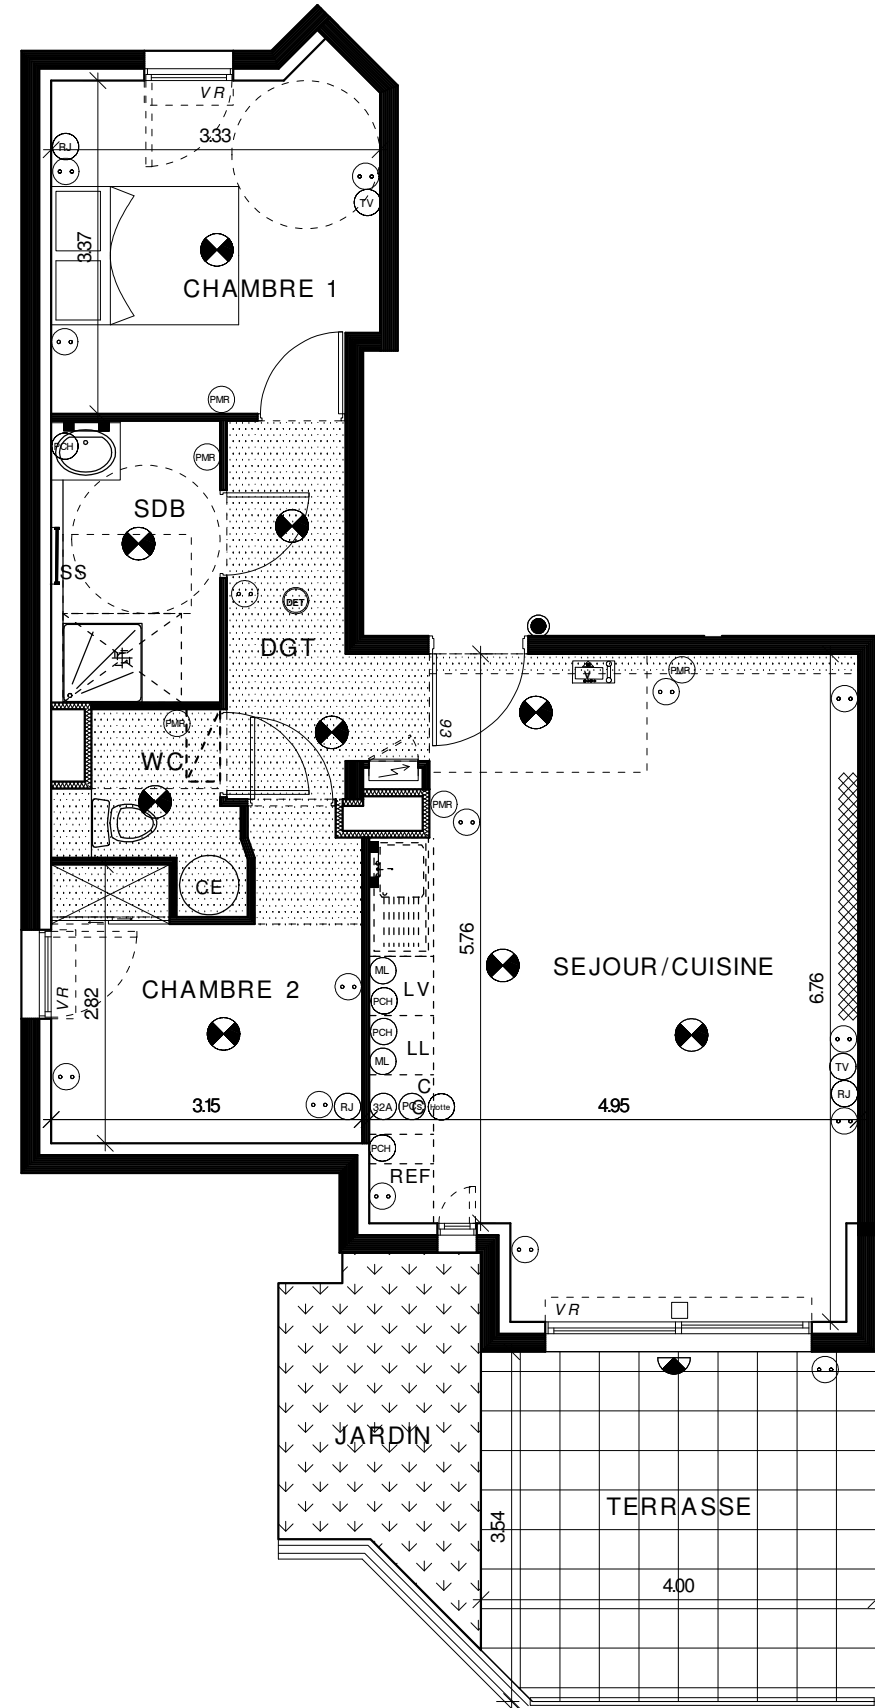 VR
3.33
RJ
TV
3.37
CHAMBRE 1
PMR
PCH
PMR
SDB
SS
DET
DGT
PMR
93
PMR
WC
PMR
CE
5.76
SEJOUR/CUISINE
6.76
ML
LV
PCH
VR
2.82
CHAMBRE 2
PCH
LL
ML
TV
C
RJ
3.15
RJ
32A
Hotte
4.95
PCH
REF
VR
JARDIN
TERRASSE
3.54
4.00